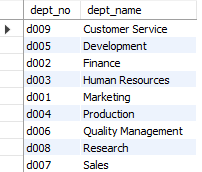 dept_no dept_name
d009 Customer Service
d005 Development
d002 Finance
d003 Human Resources
d001 Marketing
d004 Production
d006 Quality Management
d008 Research
d007 Sales